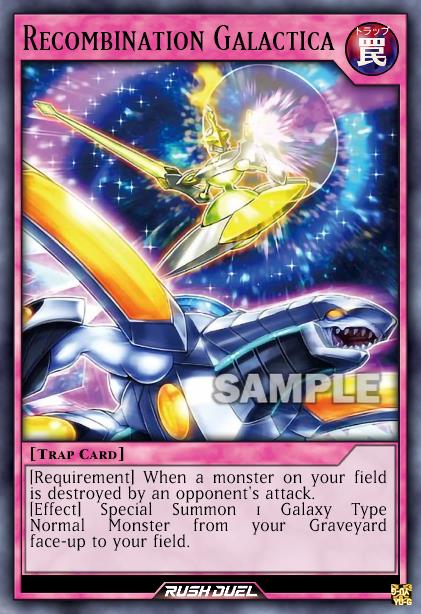 Recombination Galactica
トラップ
罠
SAMPLE
[Trap Card]
[Requirement] When a monster on your field
is destroyed by an opponent's attack.
[Effect] Special Summon 1 Galaxy Type
Normal Monster from your Graveyard
face-up to your field.
RUSH DUEL